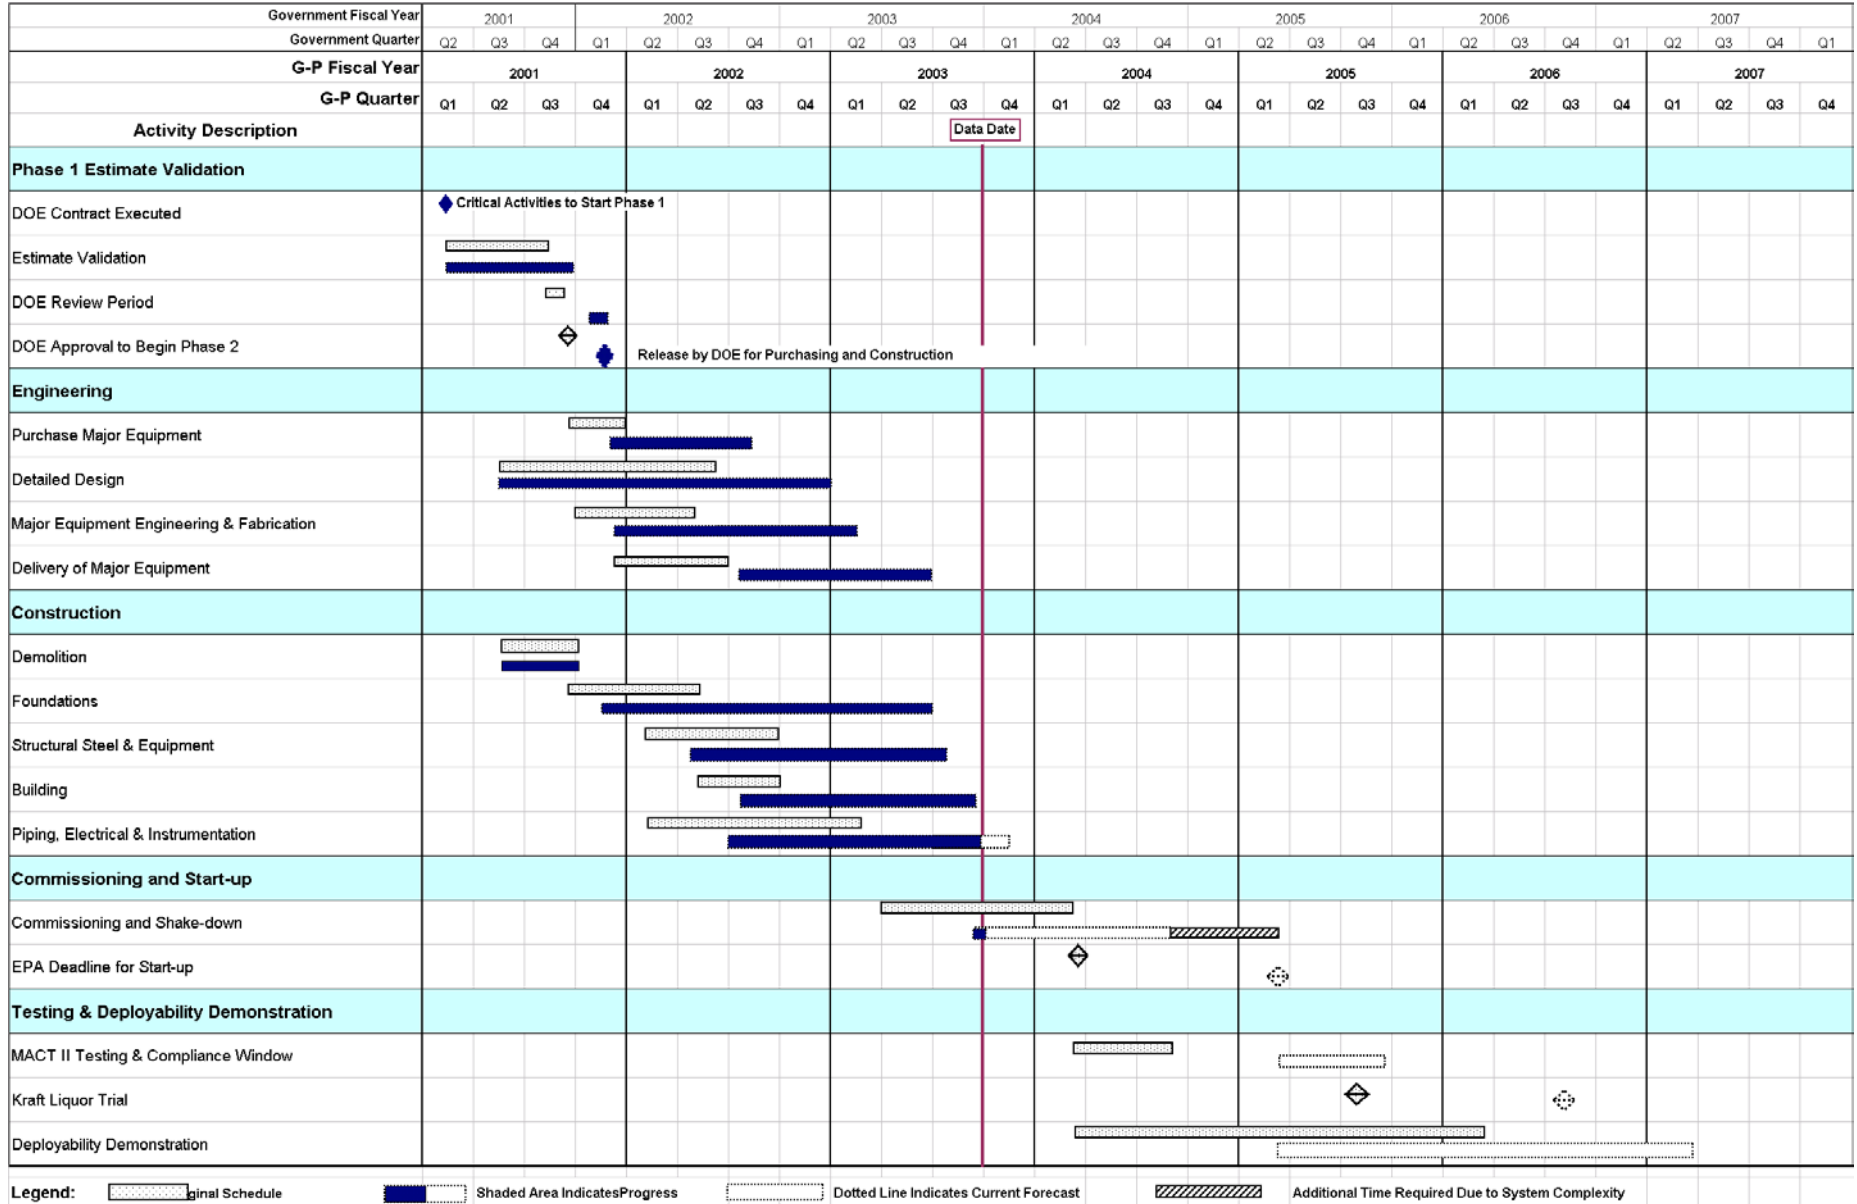 Government Fiscal Year 2001 2002 2003 2004 2005 2006 2007
Government Quarter Q2 Q3 Q4 Q1 Q2 Q3 Q4 Q1 Q2 Q3 Q4 Q1 Q2 Q3 Q4 Q1 Q2 Q3 Q4 Q1 Q2 Q3 Q4 Q1 Q2 Q3 Q4 Q1
G-P Fiscal Year 2001 2002 2003 2004 2005 2006 2007
G-P Quarter Q1 Q2 Q3 Q4 Q1 Q2 Q3 Q4 Q1 Q2 Q3 Q4 Q1 Q2 Q3 Q4 Q1 Q2 Q3 Q4 Q1 Q2 Q3 Q4 Q1 Q2 Q3 Q4
Activity Description Data Date
Phase 1 Estimate Validation
DOE Contract Executed Critical Activities to Start Phase 1
Estimate Validation
DOE Review Period
DOE Approval to Begin Phase 2 Release by DOE for Purchasing and Construction
Engineering
Purchase Major Equipment
Detailed Design
Major Equipment Engineering & Fabrication
Delivery of Major Equipment
Construction
Demolition
Foundations
Structural Steel & Equipment
Building
Piping, Electrical & Instrumentation
Commissioning and Start-up
Commissioning and Shake-down
EPA Deadline for Start-up
Testing & Deployability Demonstration
MACT II Testing & Compliance Window
Kraft Liquor Trial
Deployability Demonstration
Legend: ginal Schedule Shaded Area IndicatesProgress Dotted Line Indicates Current Forecast Additional Time Required Due to System Complexity